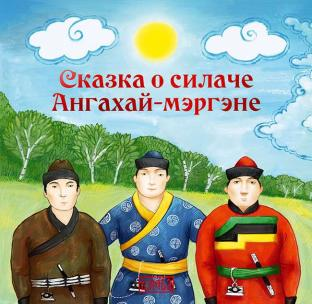 Сказка о силаче
Ангахай-мэргэне